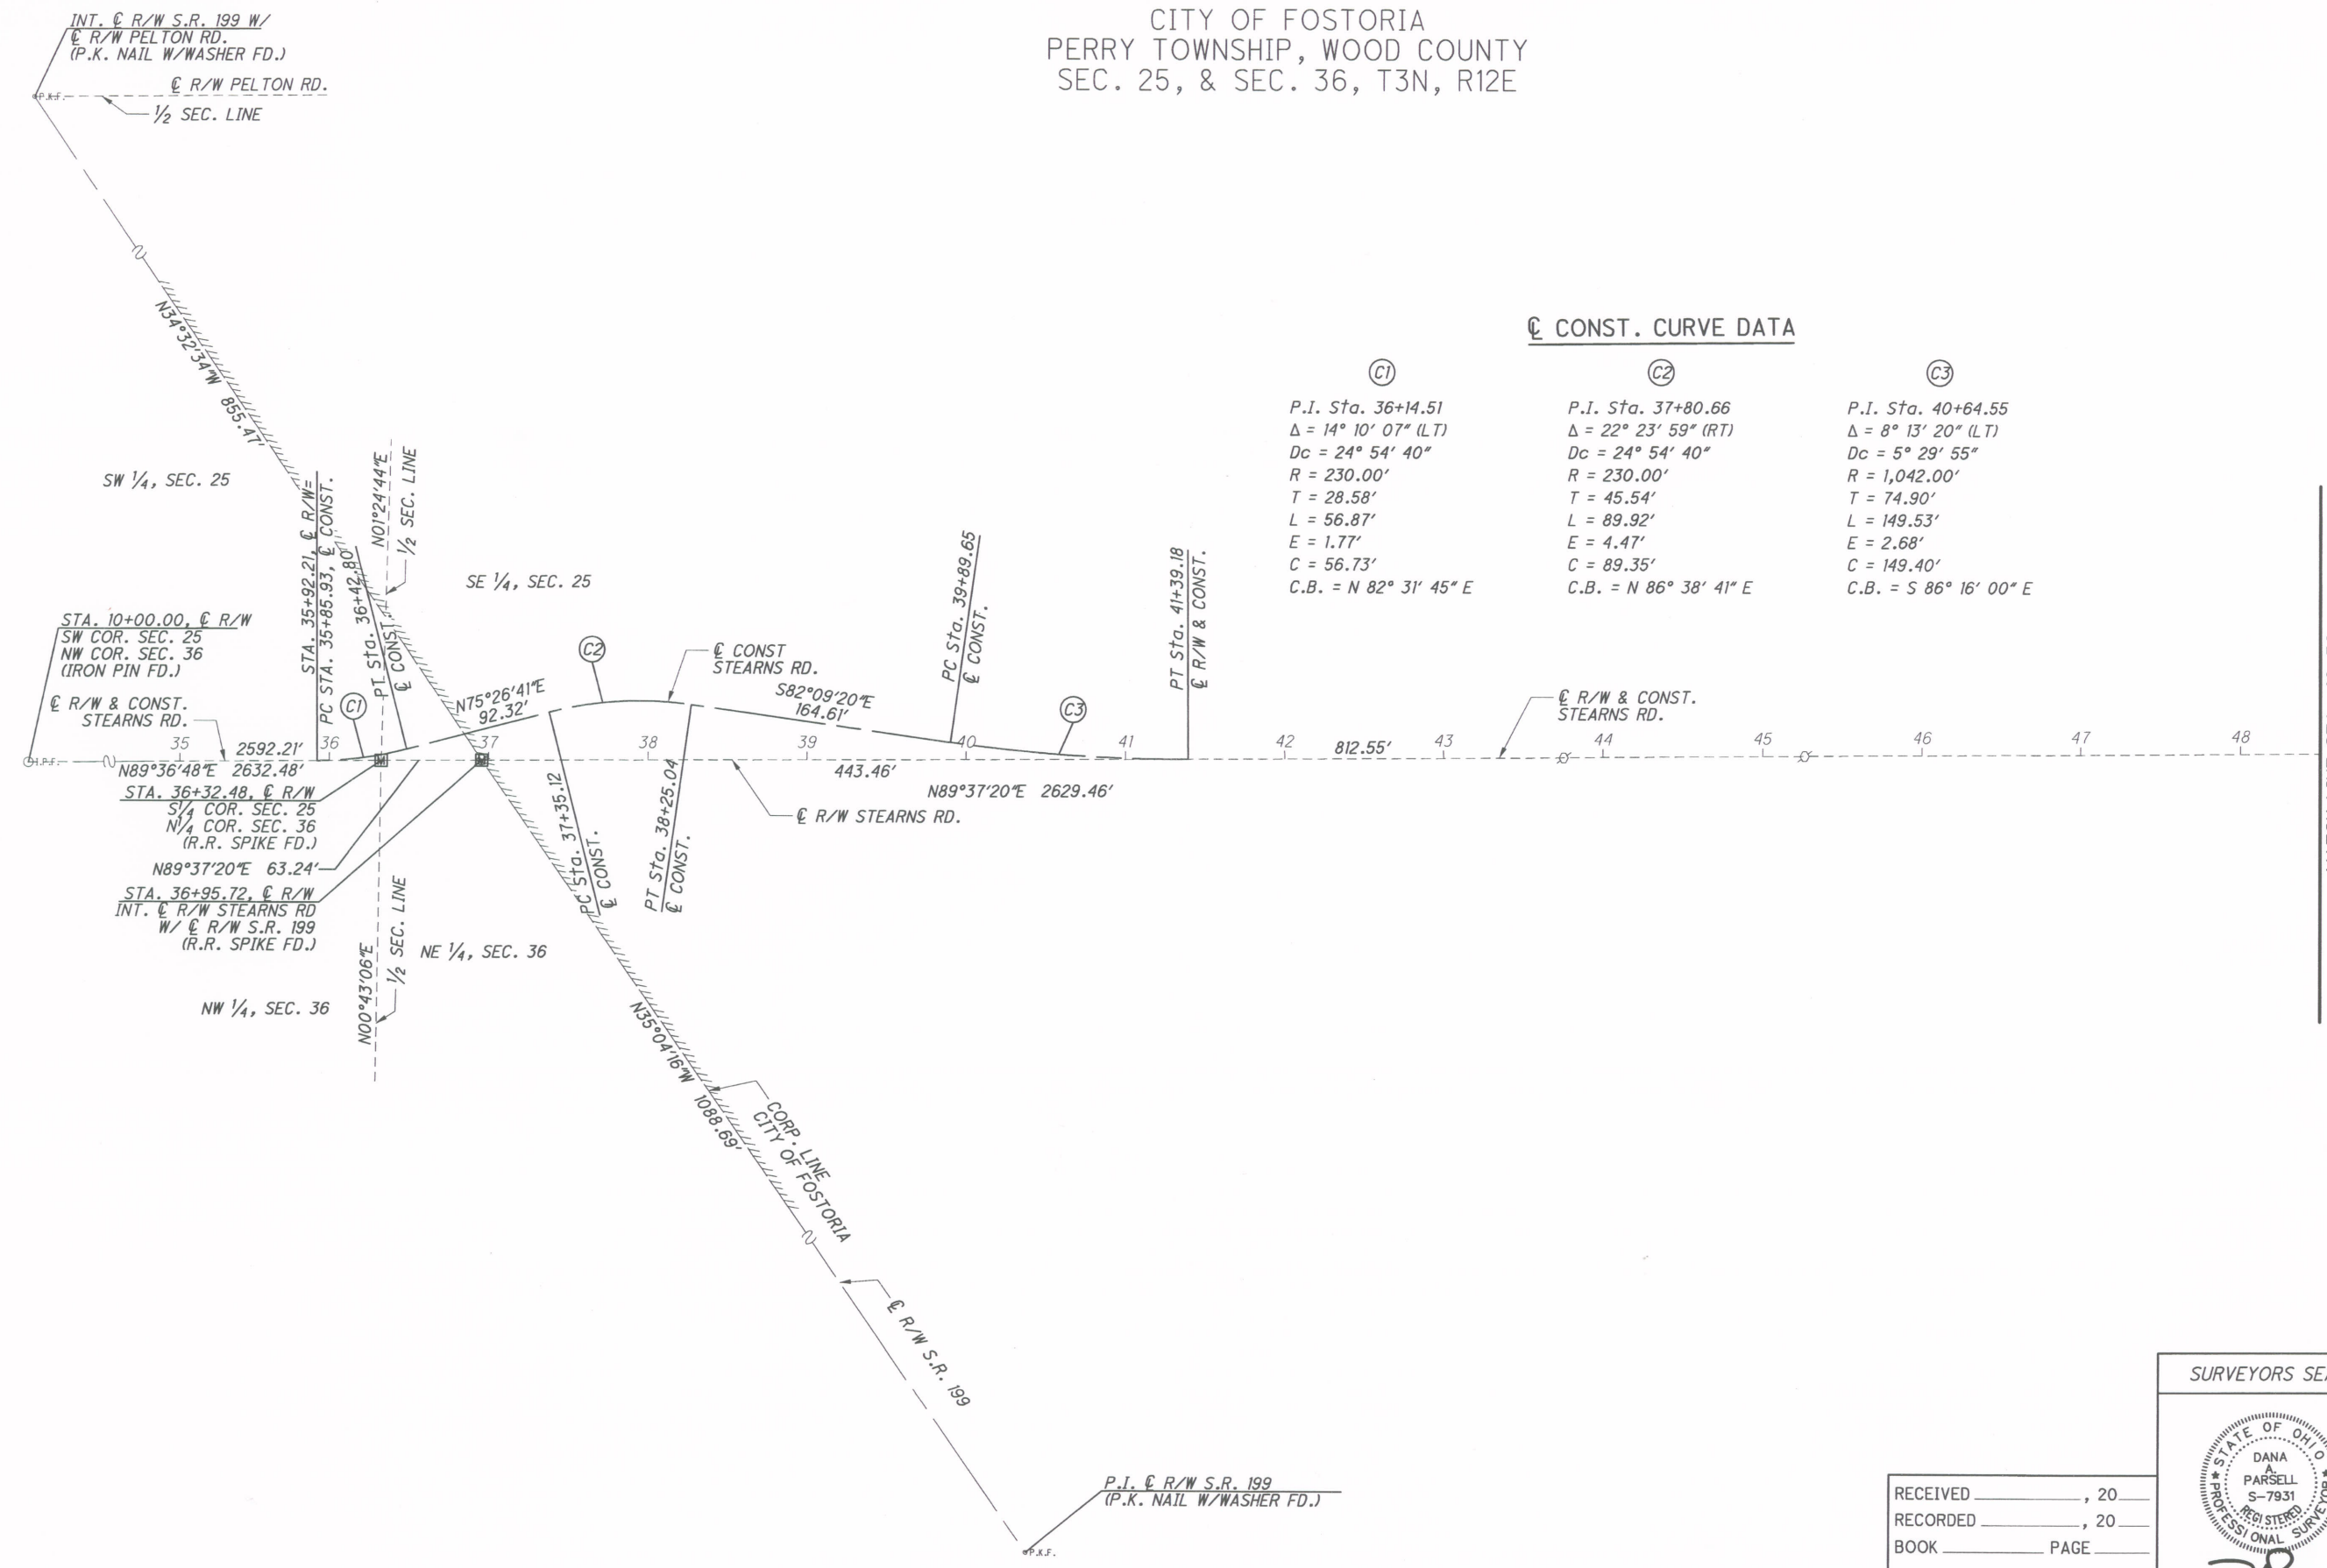 CITY OF FOSTORIA
PERRY TOWNSHIP, WOOD COUNTY
SEC. 25, & SEC. 36, T3N, R12E
INT. ℄ R/W S.R. 199 W/
℄ R/W PELTON RD.
(P.K. NAIL W/WASHER FD.)
℄ R/W PELTON RD.
P.K.F.
1/2 SEC. LINE
N34°32'34"W 855.47'
SW 1/4, SEC. 25
STA. 35+92.21, ℄ R/W=
PC STA. 35+85.93, ℄ CONST.
PT Sta. 36+42.80
℄ CONST.
N01°24'44"E
1/2 SEC. LINE
SE 1/4, SEC. 25
STA. 10+00.00, ℄ R/W
SW COR. SEC. 25
NW COR. SEC. 36
(IRON PIN FD.)
℄ R/W & CONST.
STEARNS RD.
C1
N75°26'41"E
92.32'
C2
℄ CONST
STEARNS RD.
S82°09'20"E
164.61'
PC Sta. 39+89.65
℄ CONST.
C3
PT Sta. 41+39.18
℄ R/W & CONST.
℄ R/W & CONST.
STEARNS RD.
35 2592.21' 36 37 38 39 40 41 42 812.55' 43 44 45 46 47 48
I.P.F.
N89°36'48"E 2632.48'
M
443.46'
N89°37'20"E 2629.46'
STA. 36+32.48, ℄ R/W
S1/4 COR. SEC. 25
N1/4 COR. SEC. 36
(R.R. SPIKE FD.)
N89°37'20"E 63.24'
STA. 36+95.72, ℄ R/W
INT. ℄ R/W STEARNS RD
W/ ℄ R/W S.R. 199
(R.R. SPIKE FD.)
PC Sta. 37+35.12
℄ CONST.
PT Sta. 38+25.04
℄ CONST.
℄ R/W STEARNS RD.
N00°43'06"E
1/2 SEC. LINE
NE 1/4, SEC. 36
NW 1/4, SEC. 36
N35°04'16"W 1088.69'
CORP. LINE
CITY OF FOSTORIA
℄ R/W S.R. 199
P.I. ℄ R/W S.R. 199
(P.K. NAIL W/WASHER FD.)
P.K.F.
℄ CONST. CURVE DATA
C1
P.I. Sta. 36+14.51
Δ = 14° 10' 07" (LT)
Dc = 24° 54' 40"
R = 230.00'
T = 28.58'
L = 56.87'
E = 1.77'
C = 56.73'
C.B. = N 82° 31' 45" E
C2
P.I. Sta. 37+80.66
Δ = 22° 23' 59" (RT)
Dc = 24° 54' 40"
R = 230.00'
T = 45.54'
L = 89.92'
E = 4.47'
C = 89.35'
C.B. = N 86° 38' 41" E
C3
P.I. Sta. 40+64.55
Δ = 8° 13' 20" (LT)
Dc = 5° 29' 55"
R = 1,042.00'
T = 74.90'
L = 149.53'
E = 2.68'
C = 149.40'
C.B. = S 86° 16' 00" E
SURVEYORS
STATE OF OHIO
DANA
A.
PARSELL
S-7931
REGISTERED
PROFESSIONAL SURVEYOR
RECEIVED ________, 20__
RECORDED ________, 20__
BOOK ________ PAGE ____